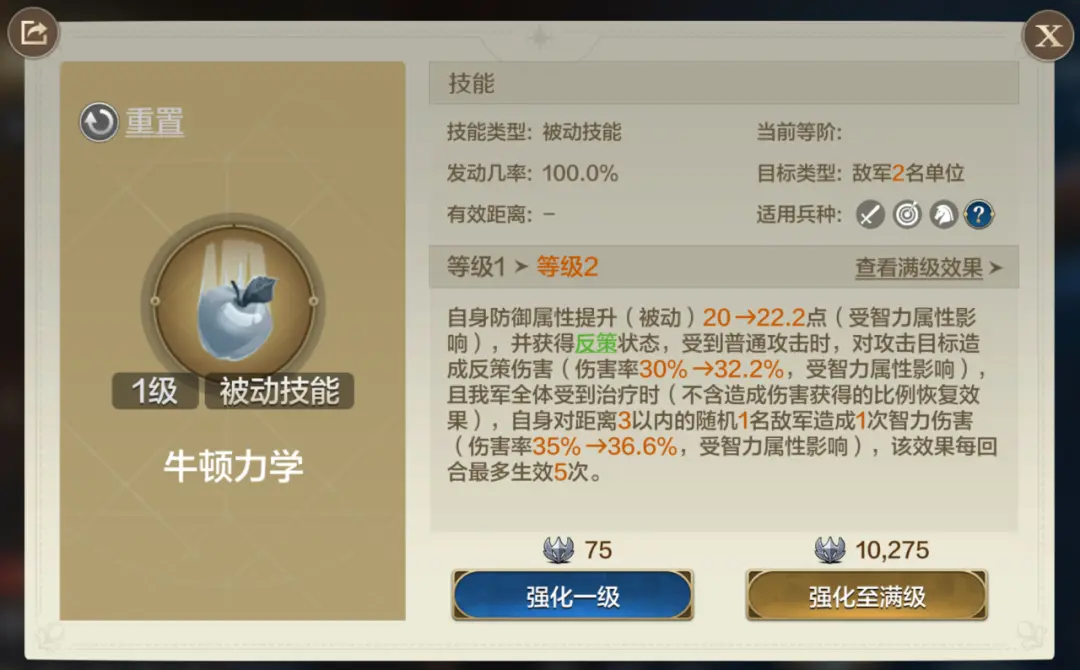 重置
1级 被动技能
牛顿力学
技能
技能类型: 被动技能 当前等阶:
发动几率: 100.0% 目标类型: 敌军2名单位
有效距离: - 适用兵种: ?
等级1 > 等级2 查看满级效果 >
自身防御属性提升（被动）20→22.2点（受智力属性影
响），并获得反策状态，受到普通攻击时，对攻击目标造
成反策伤害（伤害率30%→32.2%，受智力属性影响），
且我军全体受到治疗时（不含造成伤害获得的比例恢复效
果），自身对距离3以内的随机1名敌军造成1次智力伤害
（伤害率35%→36.6%，受智力属性影响），该效果每回
合最多生效5次。
75 10,275
强化一级 强化至满级
X